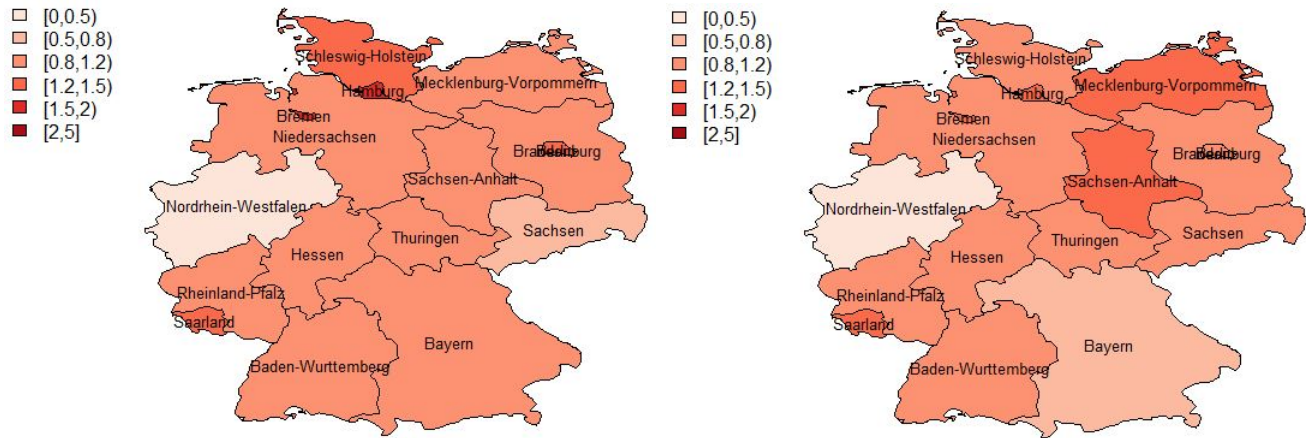 [0,0.5)
[0.5,0.8)
[0.8,1.2)
[1.2,1.5)
[1.5,2)
[2,5]
Schleswig-Holstein
Mecklenburg-Vorpommern
Hamburg
Bremen
Niedersachsen
Brandenburg
Berlin
Sachsen-Anhalt
Nordrhein-Westfalen
Sachsen
Thuringen
Hessen
Rheinland-Pfalz
Saarland
Bayern
Baden-Wurttemberg
[0,0.5)
[0.5,0.8)
[0.8,1.2)
[1.2,1.5)
[1.5,2)
[2,5]
Schleswig-Holstein
Mecklenburg-Vorpommern
Hamburg
Bremen
Niedersachsen
Brandenburg
Berlin
Sachsen-Anhalt
Nordrhein-Westfalen
Sachsen
Thuringen
Hessen
Rheinland-Pfalz
Saarland
Bayern
Baden-Wurttemberg